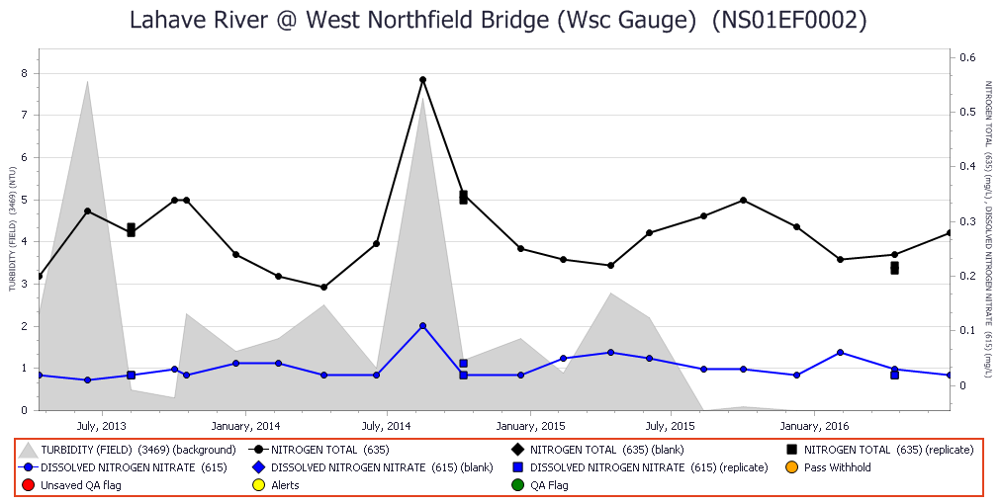 Lahave River @ West Northfield Bridge (Wsc Gauge) (NS01EF0002)
TURBIDITY (FIELD) (3469) (NTU)
8
7
6
5
4
3
2
1
0
0.6
0.5
0.4
0.3
0.2
0.1
0
NITROGEN TOTAL (635) (mg/L) , DISSOLVED NITROGEN NITRATE (615) (mg/L)
July, 2013
January, 2014
July, 2014
January, 2015
July, 2015
January, 2016
TURBIDITY (FIELD) (3469) (background)
NITROGEN TOTAL (635)
NITROGEN TOTAL (635) (blank)
NITROGEN TOTAL (635) (replicate)
DISSOLVED NITROGEN NITRATE (615)
DISSOLVED NITROGEN NITRATE (615) (blank)
DISSOLVED NITROGEN NITRATE (615) (replicate)
Pass Withhold
Unsaved QA flag
Alerts
QA Flag